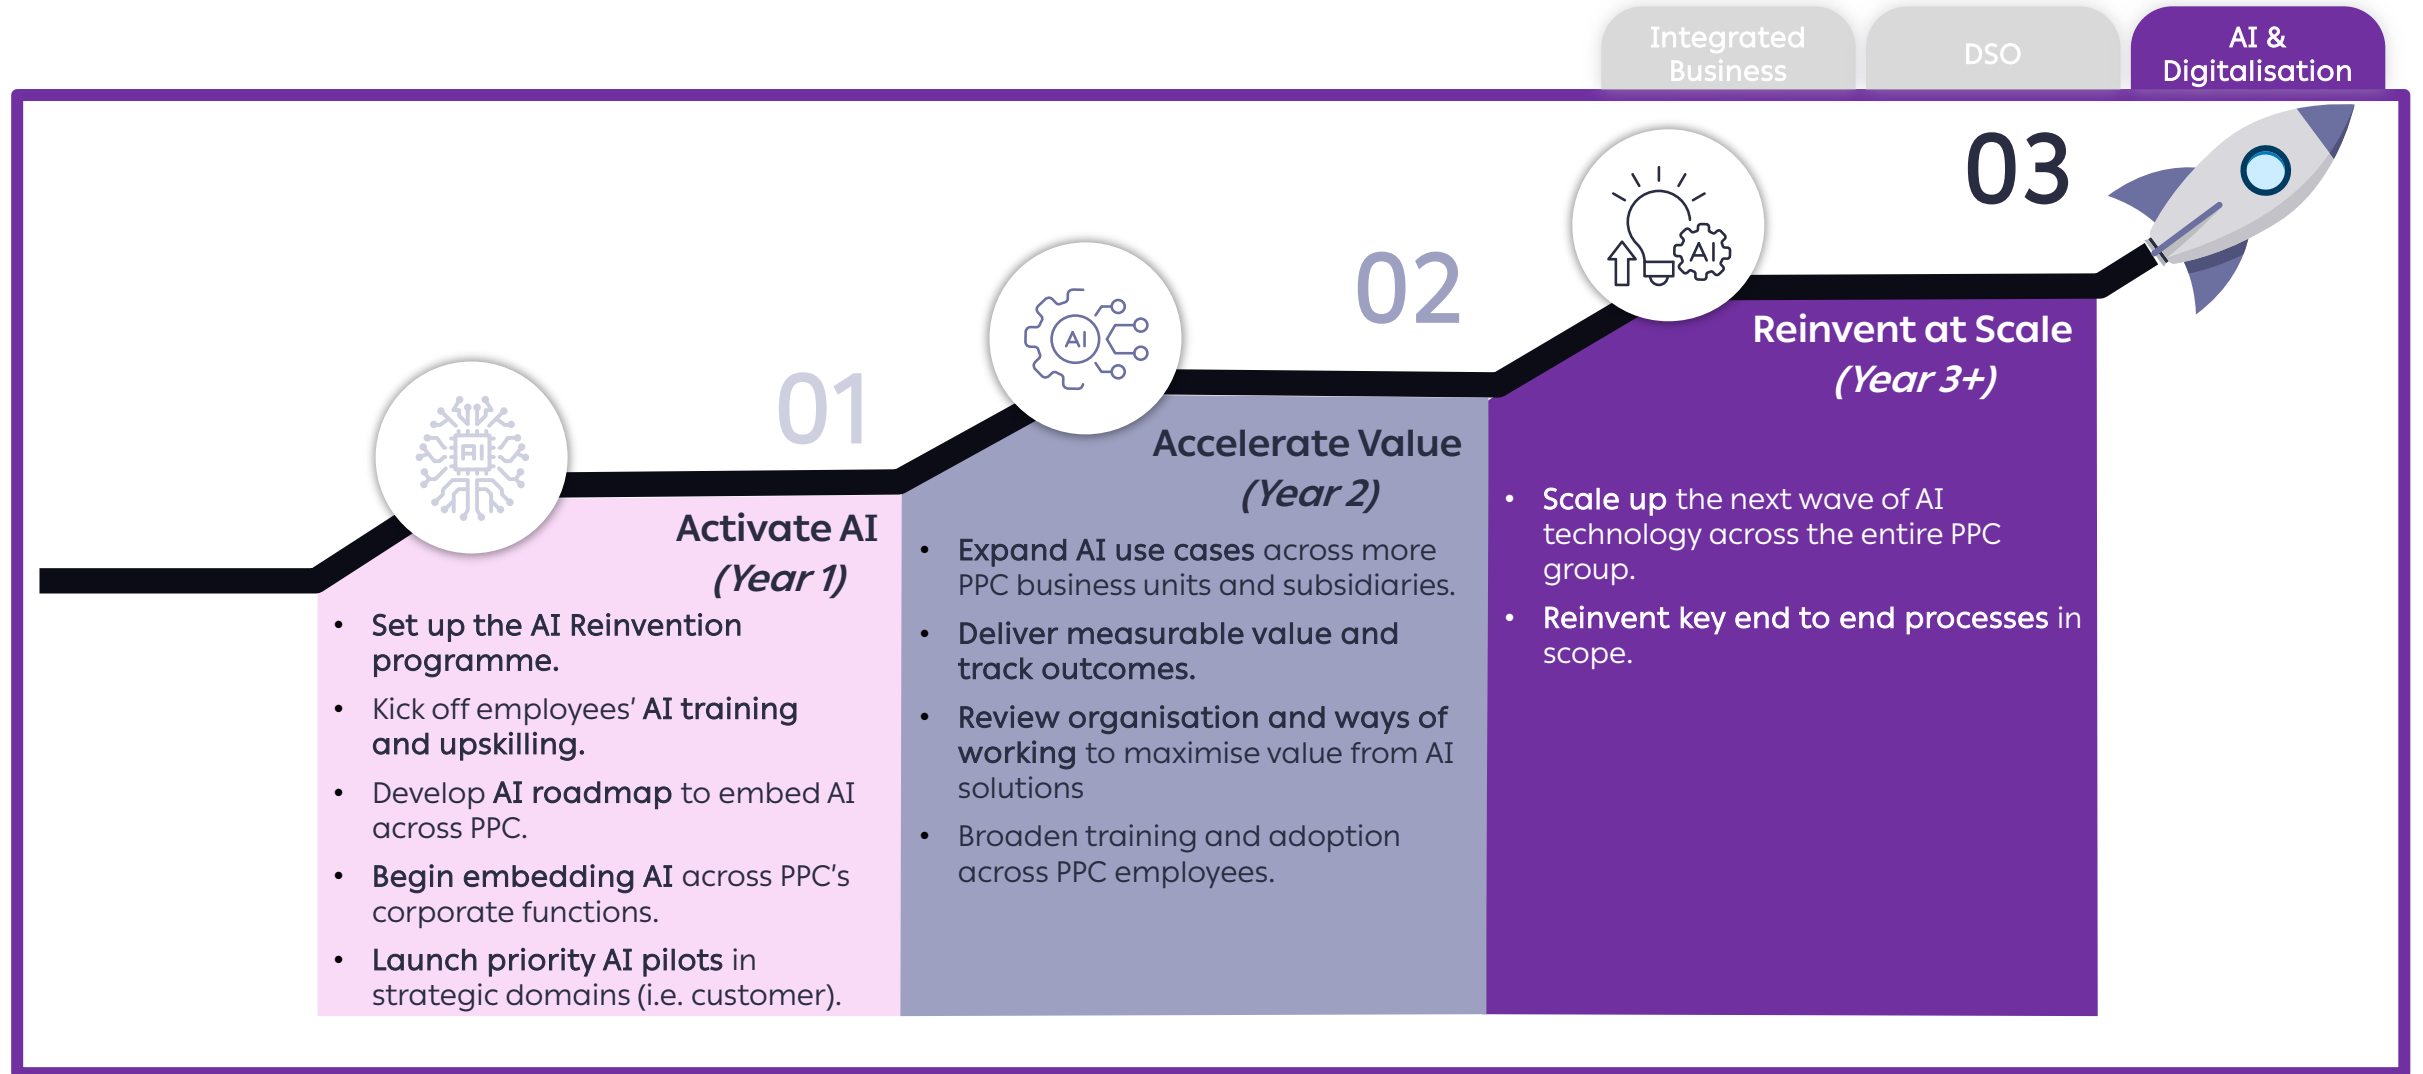 Integrated
Business
DSO
AI &
Digitalisation
01
Activate AI
(Year 1)
• Set up the AI Reinvention
programme.
• Kick off employees’ AI training
and upskilling.
• Develop AI roadmap to embed AI
across PPC.
• Begin embedding AI across PPC’s
corporate functions.
• Launch priority AI pilots in
strategic domains (i.e. customer).
AI
02
Accelerate Value
(Year 2)
• Expand AI use cases across more
PPC business units and subsidiaries.
• Deliver measurable value and
track outcomes.
• Review organisation and ways of
working to maximise value from AI
solutions
• Broaden training and adoption
across PPC employees.
AI
03
Reinvent at Scale
(Year 3+)
• Scale up the next wave of AI
technology across the entire PPC
group.
• Reinvent key end to end processes in
scope.
AI